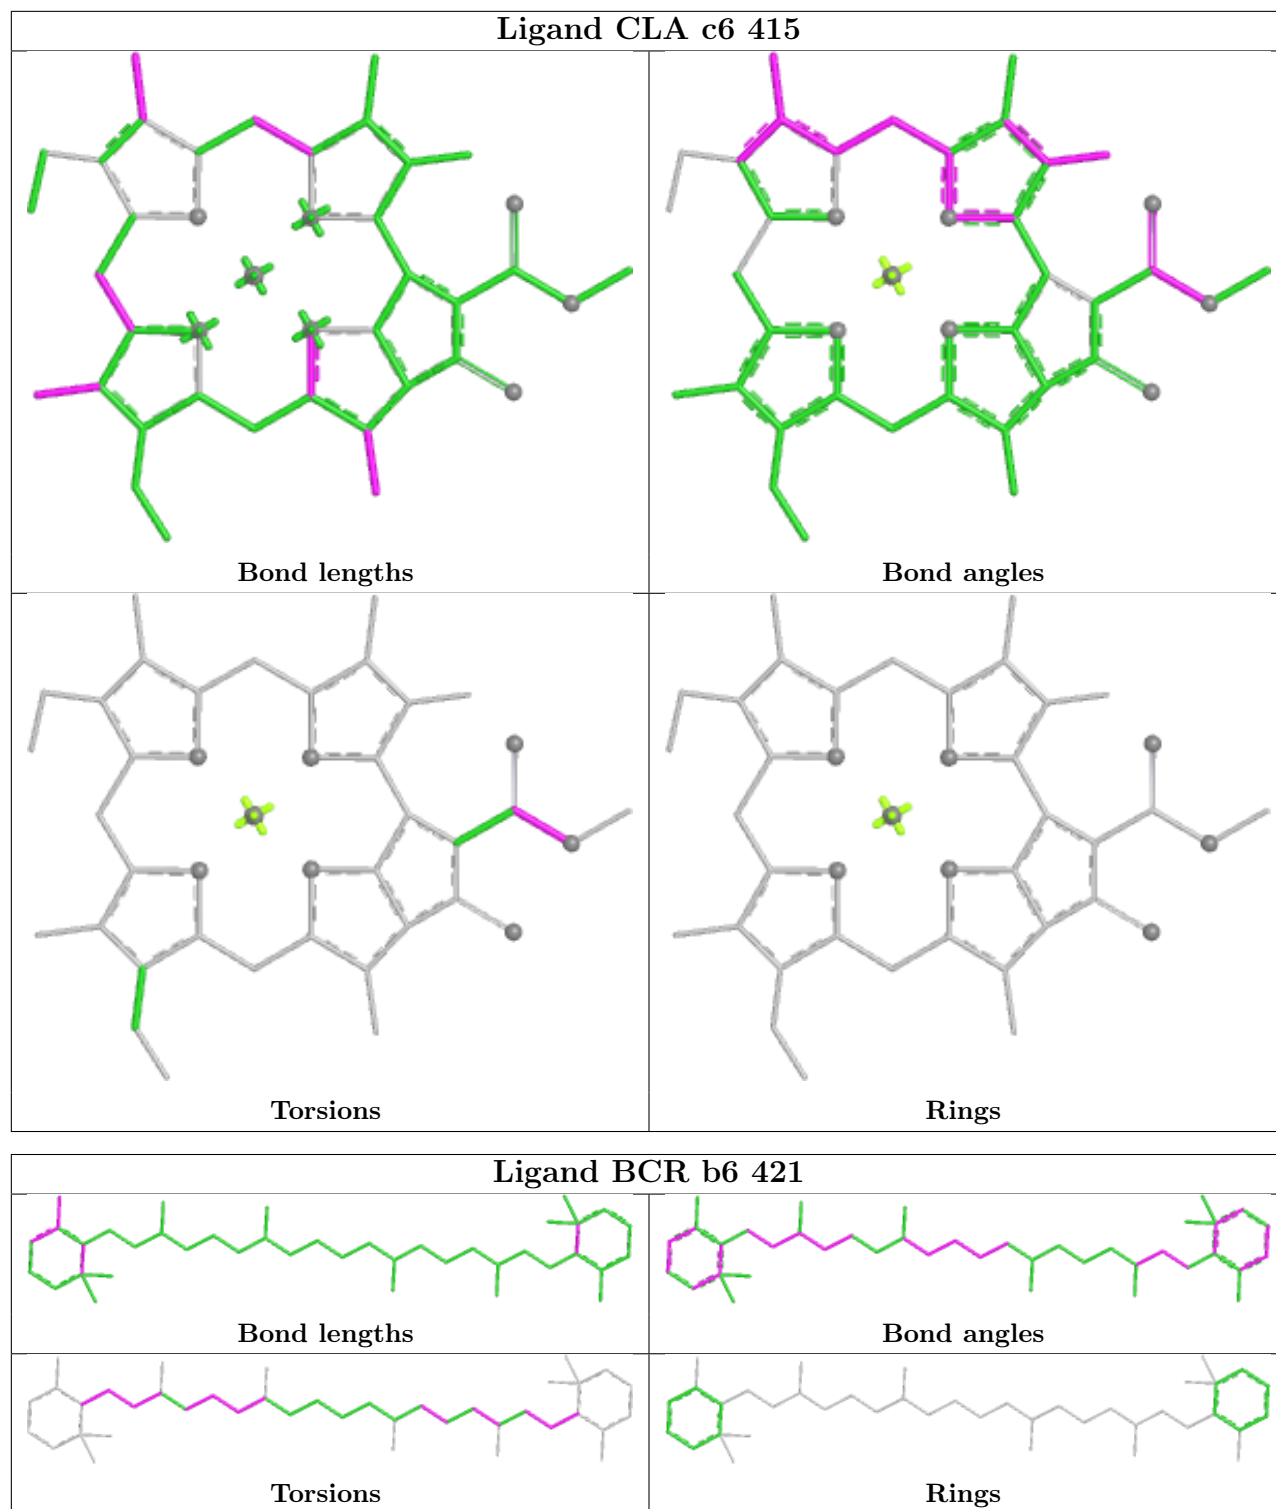 Ligand CLA c6 415
Bond lengths
Bond angles
Torsions
Rings
Ligand BCR b6 421
Bond lengths
Bond angles
Torsions
Rings